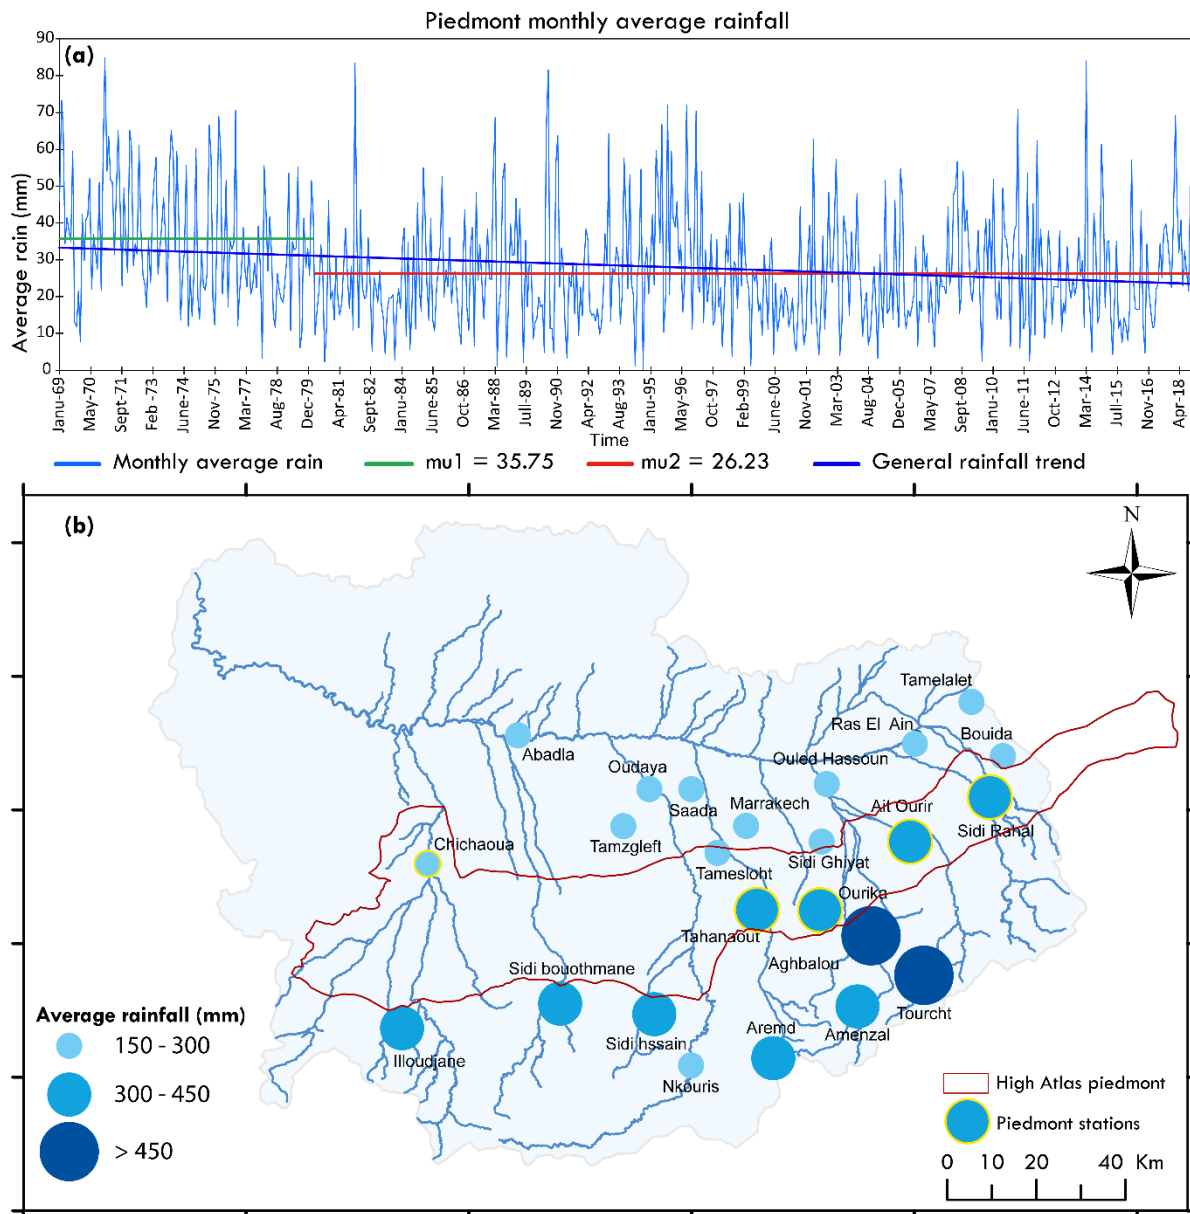 Piedmont monthly average rainfall
(a)
Average rain (mm)
90
80
70
60
50
40
30
20
10
0
Janu-69 May-70 Sept-71 Feb-73 June-74 Nov-75 Mar-77 Aug-78 Dec-79 Apr-81 Sept-82 Janu-84 June-85 Oct-86 Mar-88 Jul-89 Nov-90 Apr-92 Aug-93 Janu-95 May-96 Oct-97 Feb-99 June-00 Nov-01 Mar-03 Aug-04 Dec-05 May-07 Sept-08 Janu-10 June-11 Oct-12 Mar-14 Jul-15 Nov-16 Apr-18
Time
Monthly average rain mu1 = 35.75 mu2 = 26.23 General rainfall trend
(b)
N
Tamelalet
Ras El Ain
Bouida
Abadla
Ouled Hassoun
Oudaya
Saada
Marrakech
Ait Ourir
Sidi Rahal
Tamzgleft
Chichaoua
Sidi Ghiyat
Tamesloht
Ourika
Tahanaout
Aghbalou
Sidi bouothmane
Tourcht
Amenzal
Aremd
Sidi hssain
Illoudjane
Nkouris
Average rainfall (mm)
150 - 300
300 - 450
> 450
High Atlas piedmont
Piedmont stations
0 10 20 40 Km